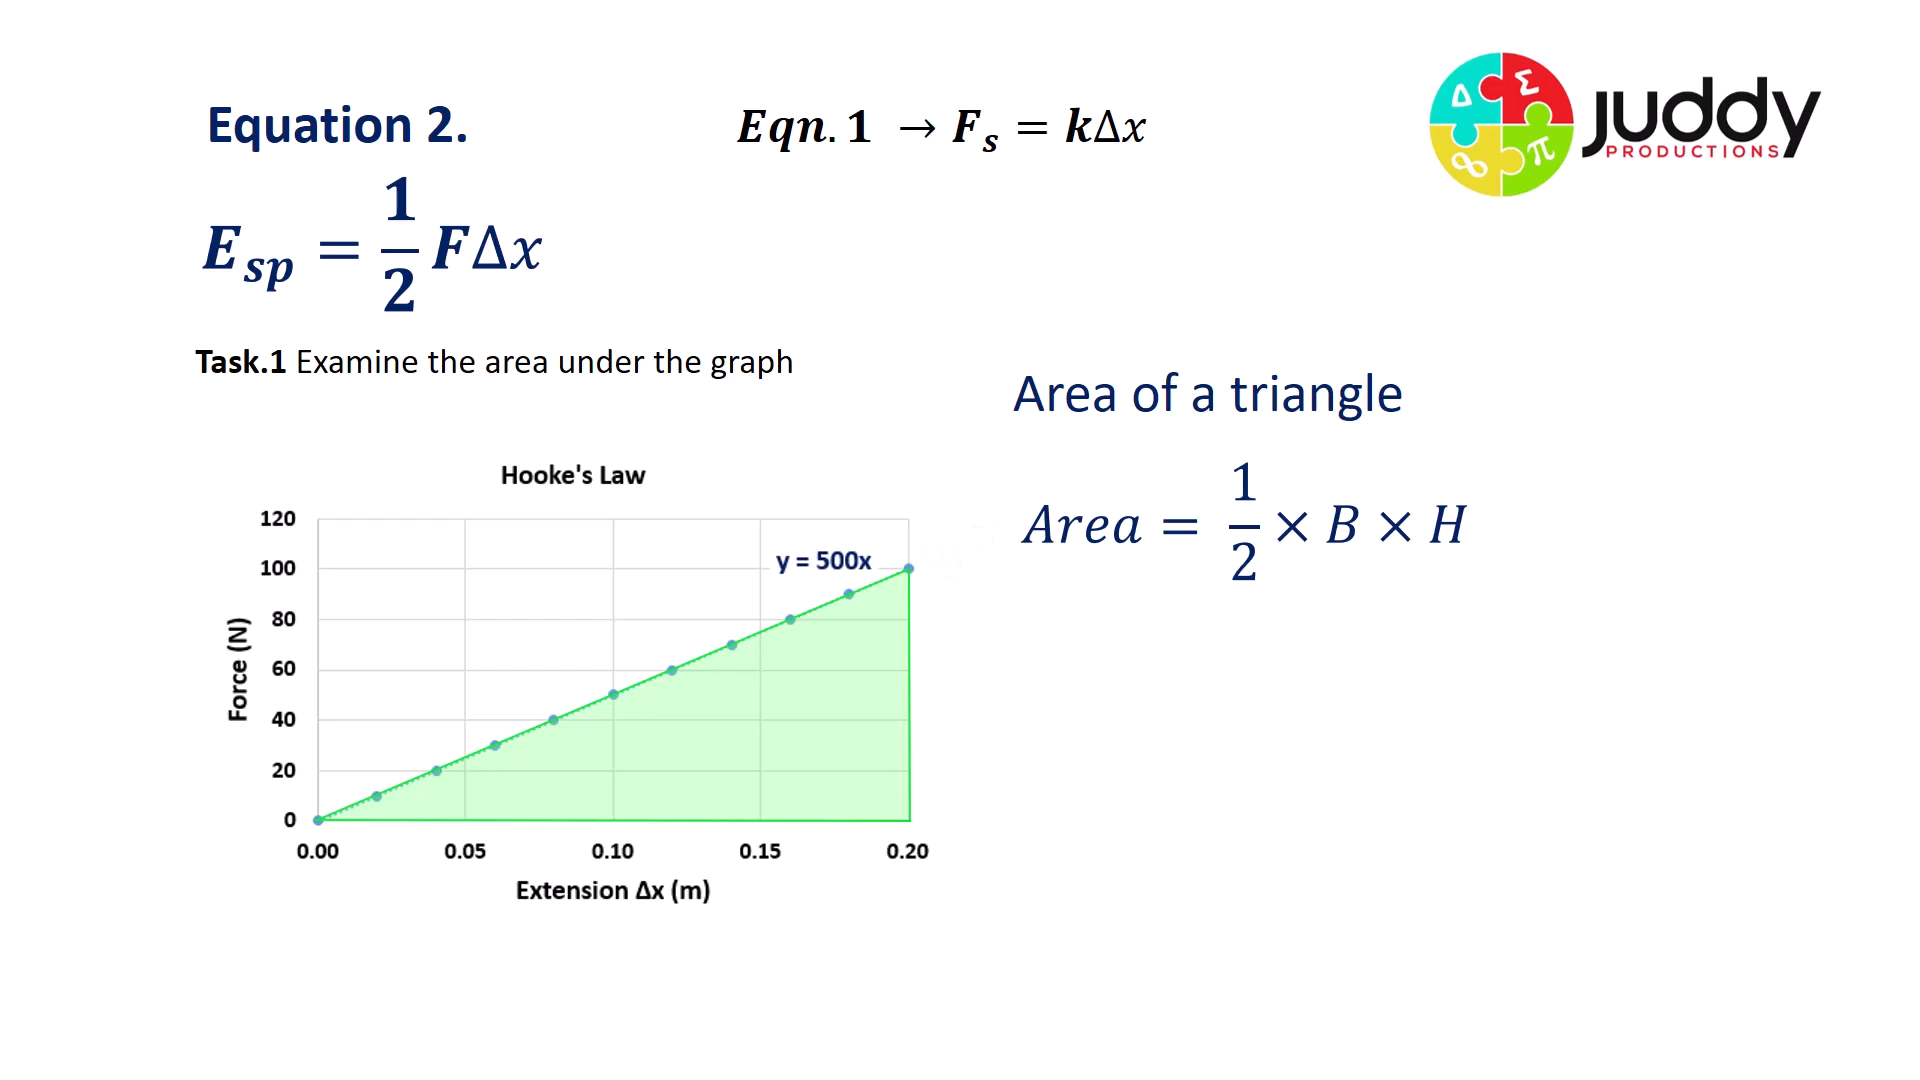 Equation 2.
Eqn. 1 → Fₛ = kΔx
Δ Σ ∞ π
juddy
PRODUCTIONS
E_sp = 1/2 FΔx
Task.1 Examine the area under the graph
Area of a triangle
Area = 1/2 × B × H
Hooke's Law
120
100
80
60
40
20
0
y = 500x
Force (N)
0.00 0.05 0.10 0.15 0.20
Extension Δx (m)